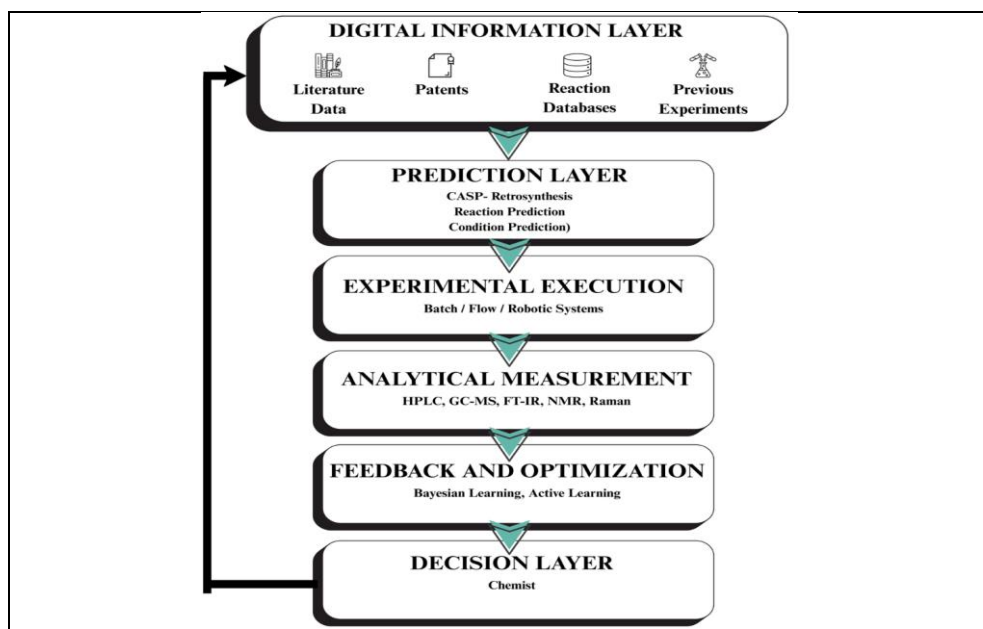 DIGITAL INFORMATION LAYER
Literature Data
Patents
Reaction Databases
Previous Experiments
PREDICTION LAYER
CASP- Retrosynthesis
Reaction Prediction
Condition Prediction)
EXPERIMENTAL EXECUTION
Batch / Flow / Robotic Systems
ANALYTICAL MEASUREMENT
HPLC, GC-MS, FT-IR, NMR, Raman
FEEDBACK AND OPTIMIZATION
Bayesian Learning, Active Learning
DECISION LAYER
Chemist